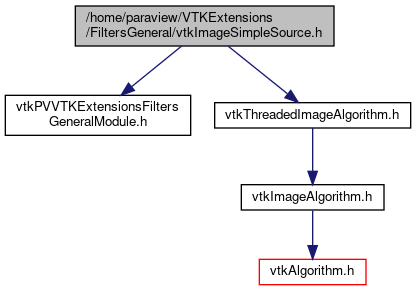 /home/paraview/VTKExtensions
/FiltersGeneral/vtkImageSimpleSource.h
vtkPVVTKExtensionsFilters
GeneralModule.h
vtkThreadedImageAlgorithm.h
vtkImageAlgorithm.h
vtkAlgorithm.h